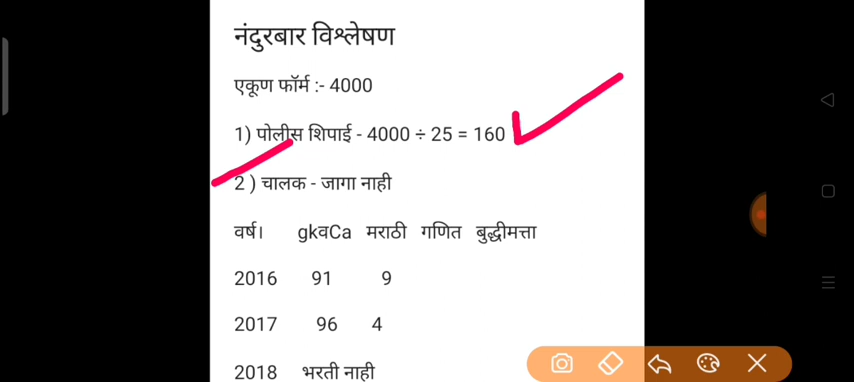 नंदुरबार विश्लेषण
एकूण फॉर्म :- 4000
1) पोलीस शिपाई - 4000 ÷ 25 = 160
2 ) चालक - जागा नाही
वर्ष। gkवCa मराठी गणित बुद्धीमत्ता
2016 91 9
2017 96 4
2018 भरती नाही